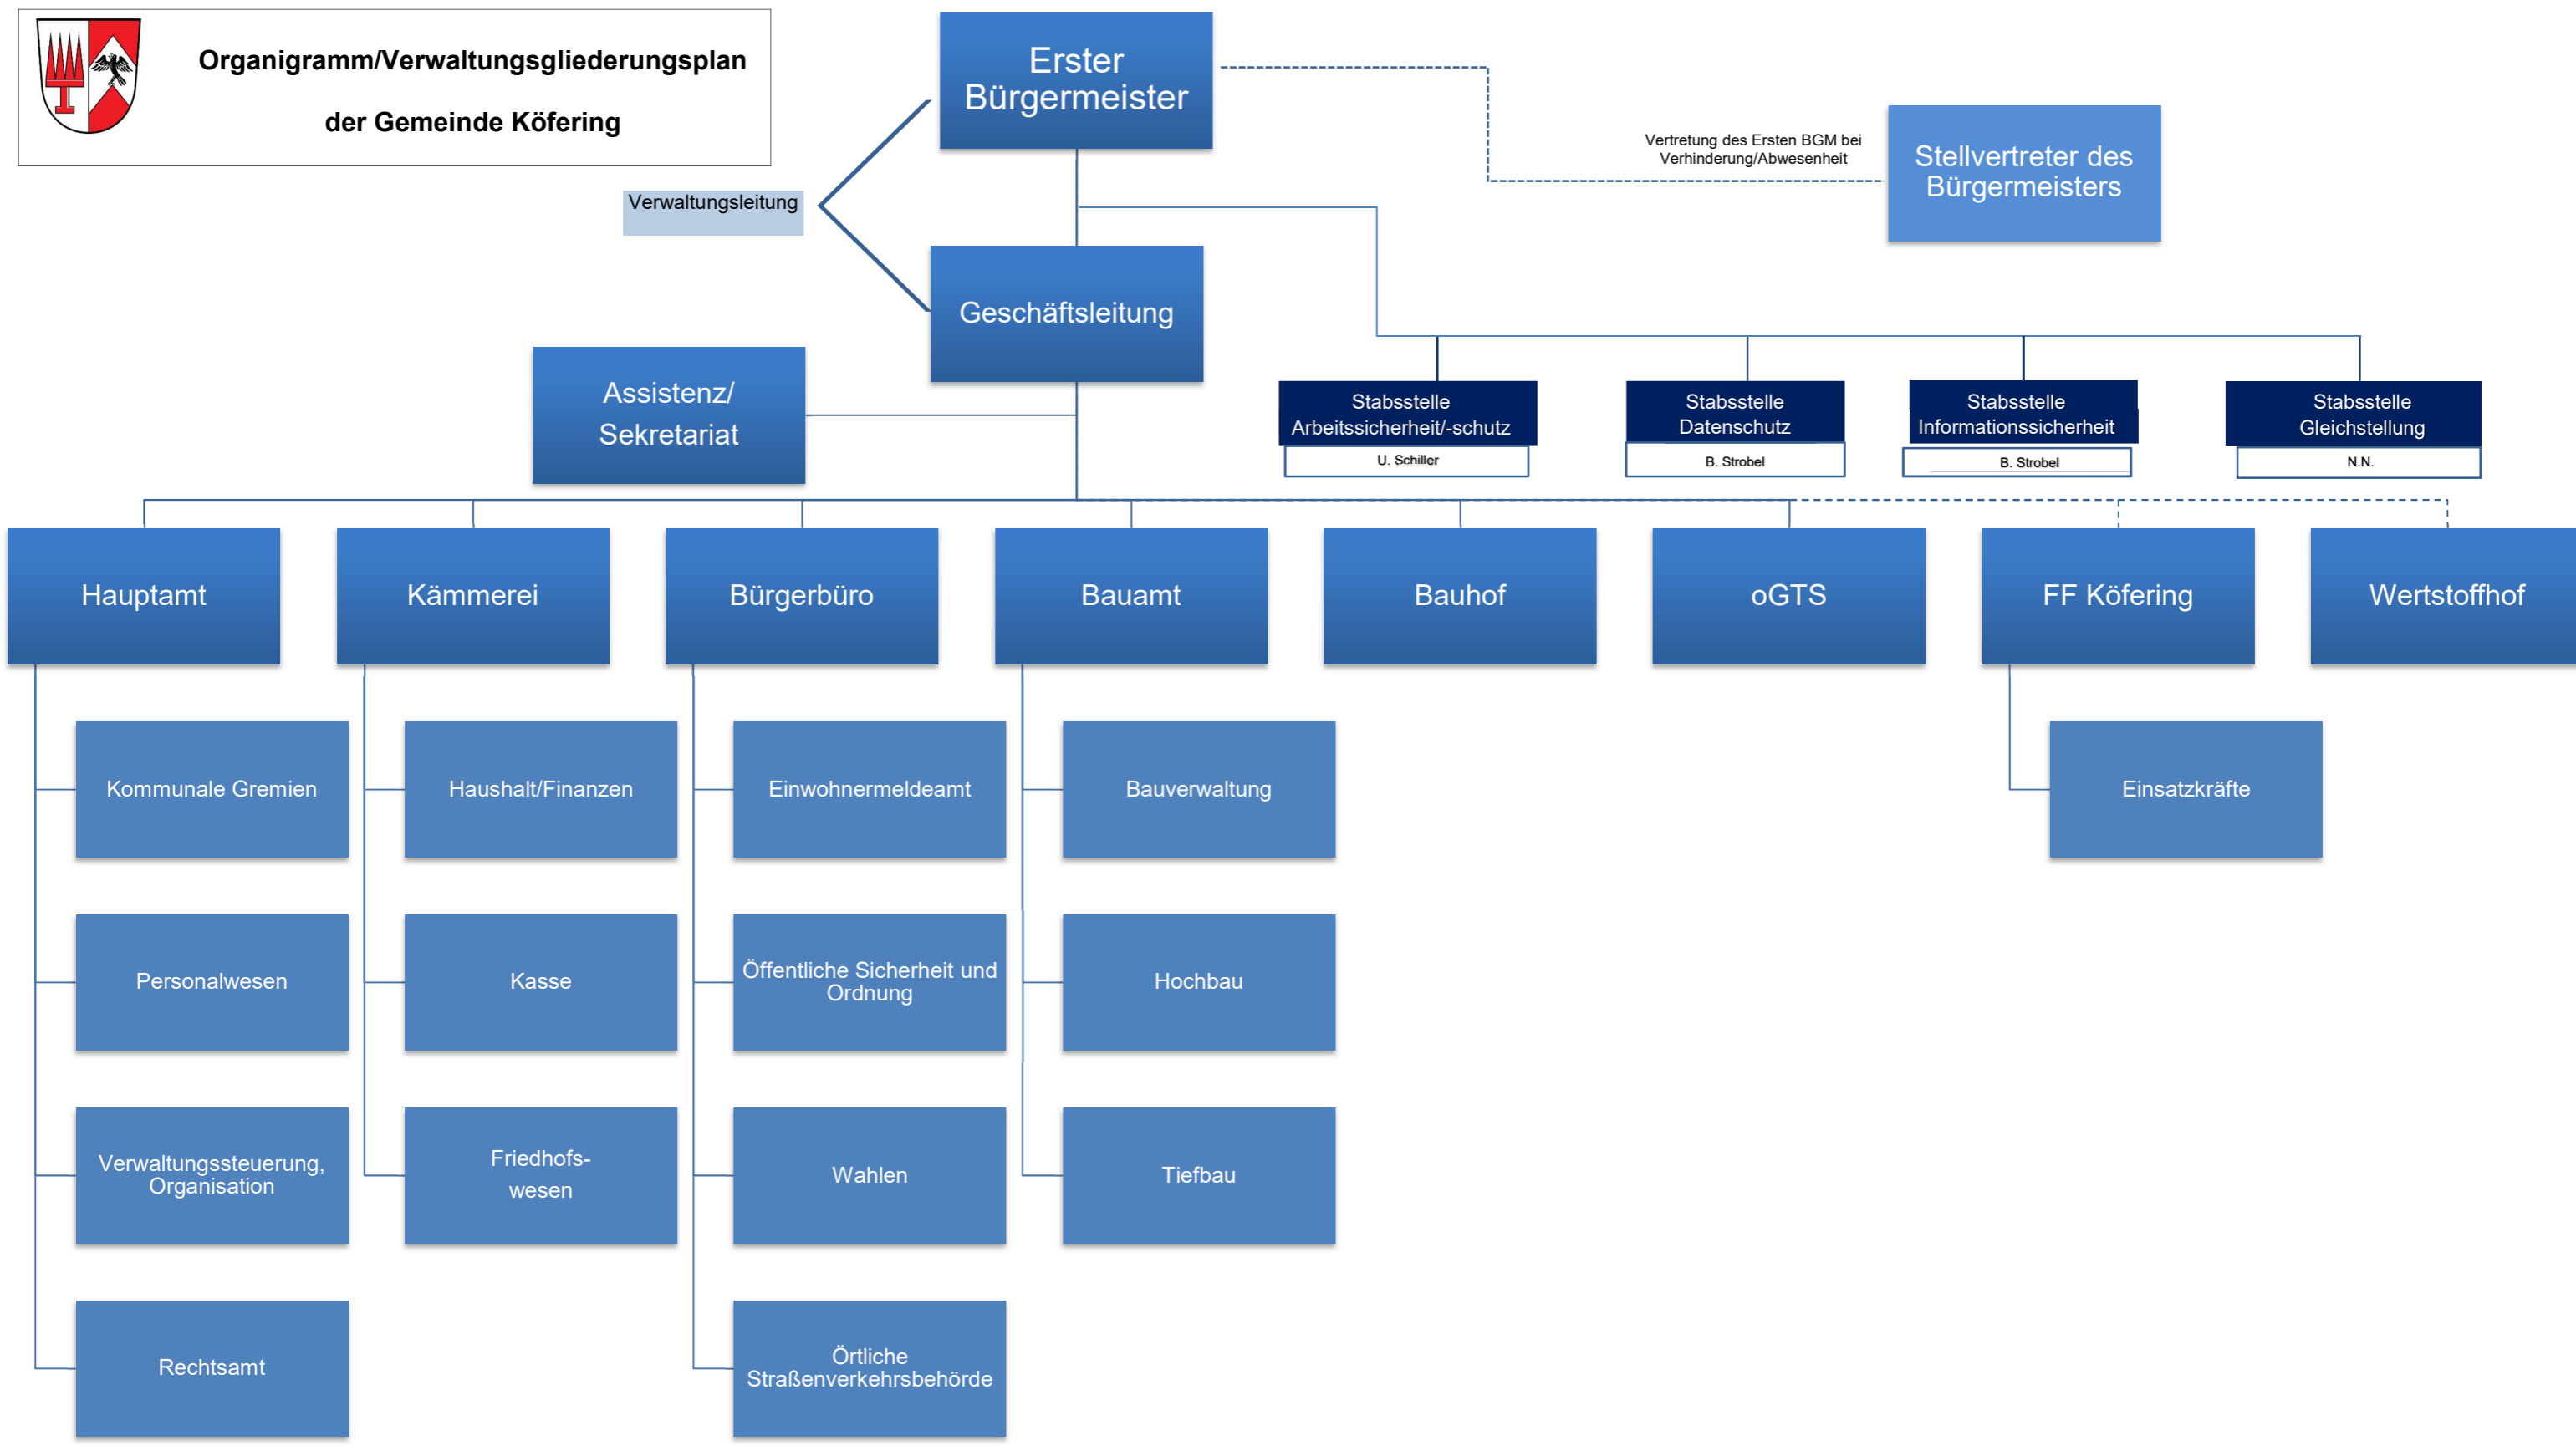 Organigramm/Verwaltungsgliederungsplan
der Gemeinde Köfering
Erster
Bürgermeister
Vertretung des Ersten BGM bei
Verhinderung/Abwesenheit
Stellvertreter des
Bürgermeisters
Verwaltungsleitung
Geschäftsleitung
Assistenz/
Sekretariat
Stabsstelle
Arbeitssicherheit/-schutz
U. Schiller
Stabsstelle
Datenschutz
B. Strobel
Stabsstelle
Informationssicherheit
B. Strobel
Stabsstelle
Gleichstellung
N.N.
Hauptamt
Kämmerei
Bürgerbüro
Bauamt
Bauhof
oGTS
FF Köfering
Wertstoffhof
Kommunale Gremien
Haushalt/Finanzen
Einwohnermeldeamt
Bauverwaltung
Einsatzkräfte
Personalwesen
Kasse
Öffentliche Sicherheit und
Ordnung
Hochbau
Verwaltungssteuerung,
Organisation
Friedhofs-
wesen
Wahlen
Tiefbau
Rechtsamt
Örtliche
Straßenverkehrsbehörde